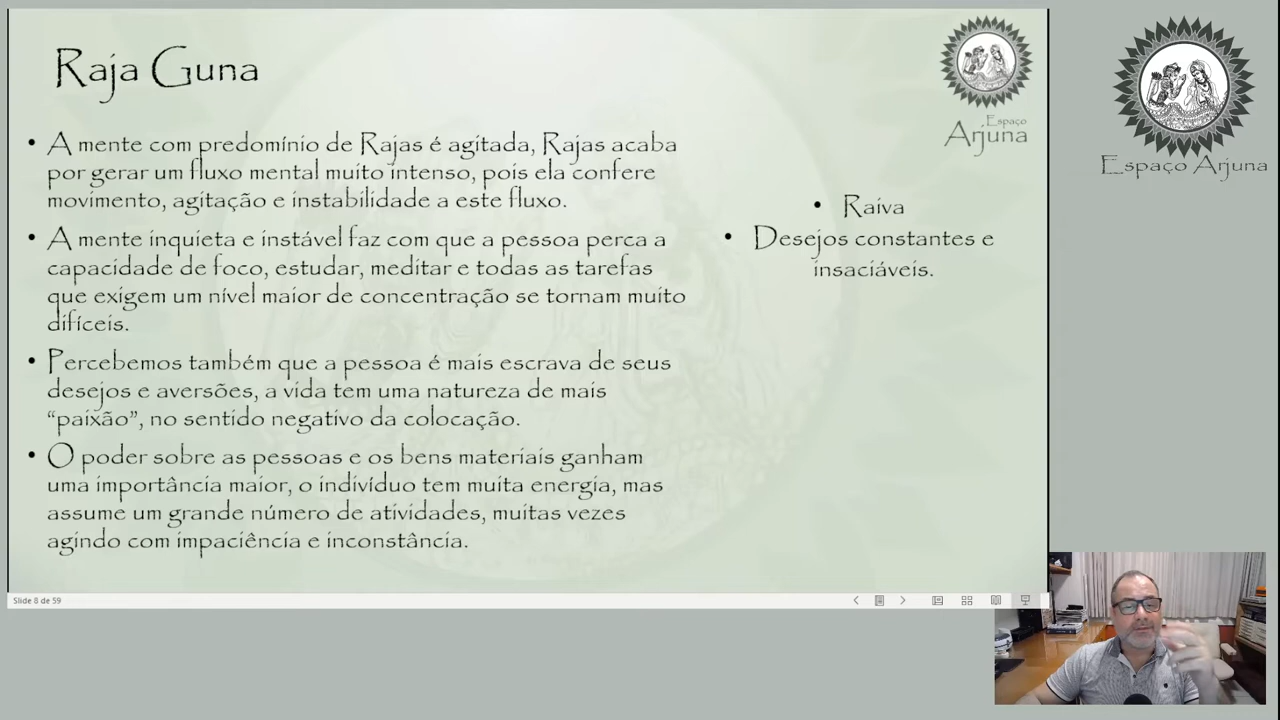 Raja Guna
• A mente com predomínio de Rajas é agitada, Rajas acaba
por gerar um fluxo mental muito intenso, pois ela confere
movimento, agitação e instabilidade a este fluxo.
• A mente inquieta e instável faz com que a pessoa perca a
capacidade de foco, estudar, meditar e todas as tarefas
que exigem um nível maior de concentração se tornam muito
difíceis.
• Percebemos também que a pessoa é mais escrava de seus
desejos e aversões, a vida tem uma natureza de mais
“paixão”, no sentido negativo da colocação.
• O poder sobre as pessoas e os bens materiais ganham
uma importância maior, o indivíduo tem muita energia, mas
assume um grande número de atividades, muitas vezes
agindo com impaciência e inconstância.
• Raiva
• Desejos constantes e
insaciáveis.
Espaço
Arjuna
Espaço Arjuna
Slide 8 de 59